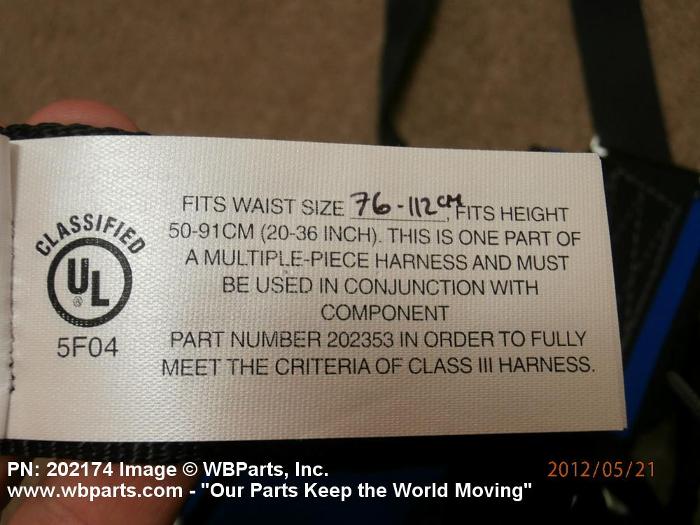 FITS WAIST SIZE 76-112CM, FITS HEIGHT
50-91CM (20-36 INCH). THIS IS ONE PART OF
A MULTIPLE-PIECE HARNESS AND MUST
BE USED IN CONJUNCTION WITH
COMPONENT
PART NUMBER 202353 IN ORDER TO FULLY
MEET THE CRITERIA OF CLASS III HARNESS.
CLASSIFIED
UL
®
5F04
PN: 202174 Image © WBParts, Inc.
2012/05/21
www.wbparts.com - "Our Parts Keep the World Moving"